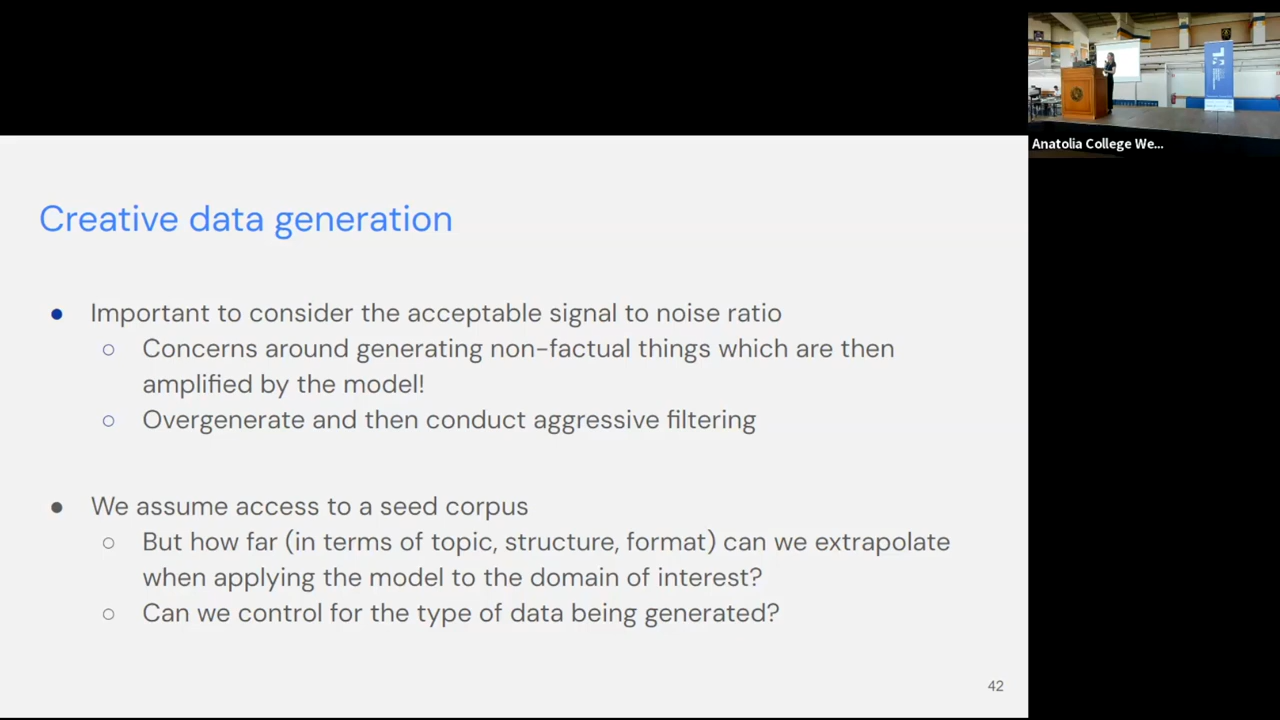 Creative data generation
● Important to consider the acceptable signal to noise ratio
○ Concerns around generating non-factual things which are then
amplified by the model!
○ Overgenerate and then conduct aggressive filtering
● We assume access to a seed corpus
○ But how far (in terms of topic, structure, format) can we extrapolate
when applying the model to the domain of interest?
○ Can we control for the type of data being generated?
42
Anatolia College We...